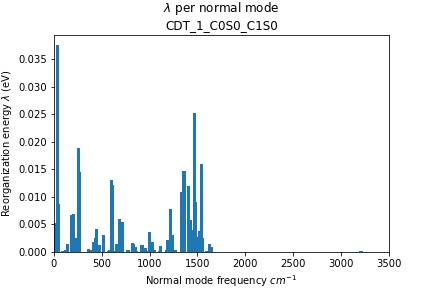 λ per normal mode
CDT_1_C0S0_C1S0
Reorganization energy λ (eV)
0.035
0.030
0.025
0.020
0.015
0.010
0.005
0.000
0 500 1000 1500 2000 2500 3000 3500
Normal mode frequency cm⁻¹